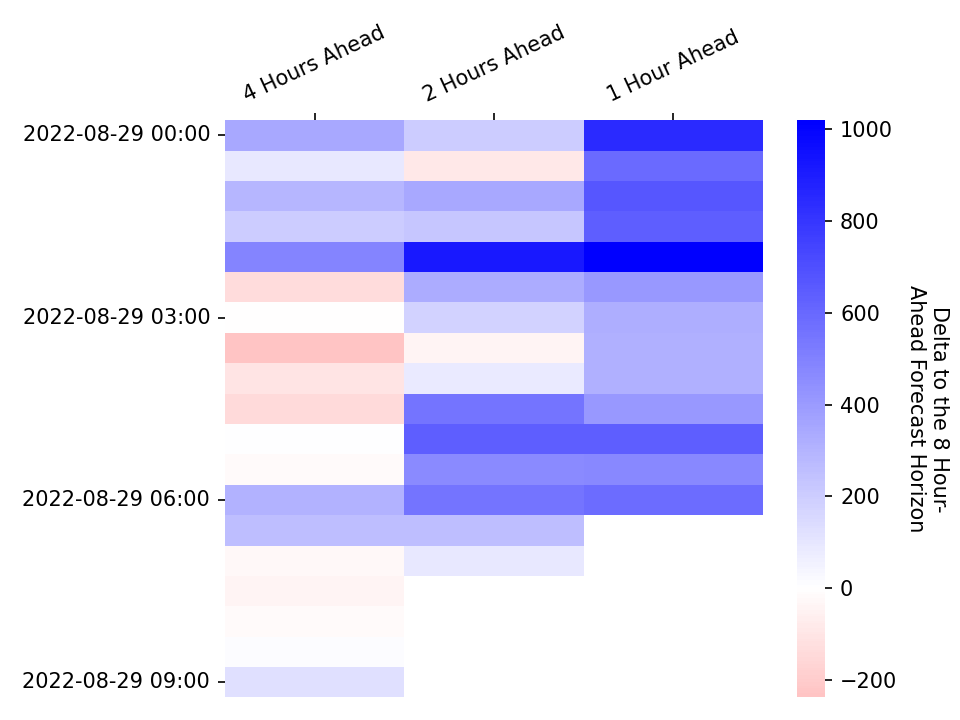 4 Hours Ahead
2 Hours Ahead
1 Hour Ahead
2022-08-29 00:00
2022-08-29 03:00
2022-08-29 06:00
2022-08-29 09:00
1000
800
600
400
200
0
−200
Delta to the 8 Hour-
Ahead Forecast Horizon